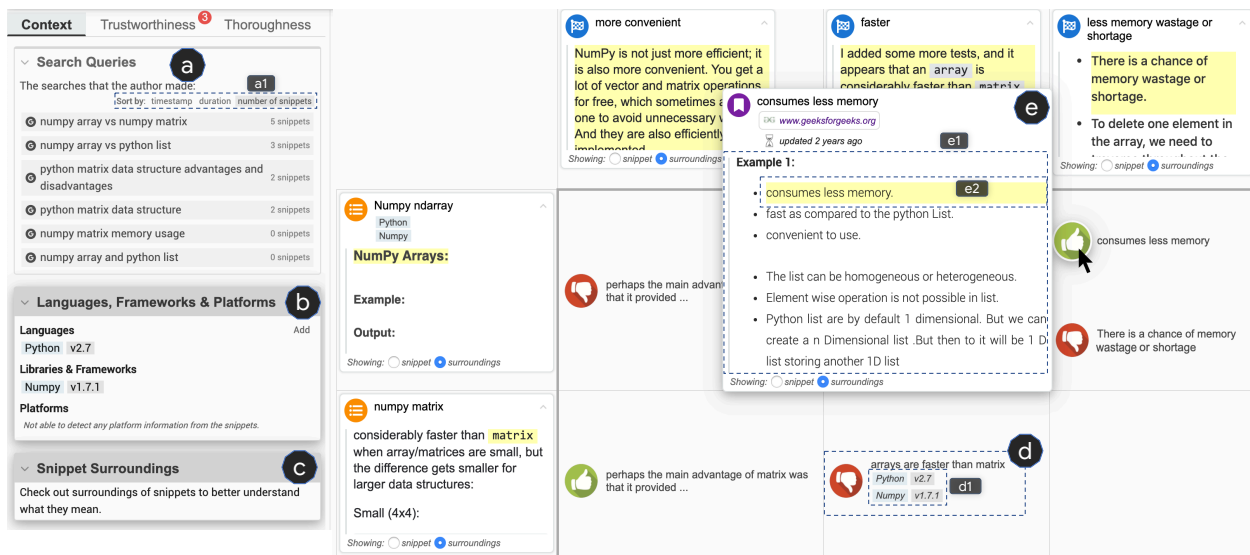 Context
Trustworthiness
3
Thoroughness
Search Queries
a
The searches that the author made:
a1
Sort by: timestamp duration number of snippets
numpy array vs numpy matrix
5 snippets
numpy array vs python list
3 snippets
python matrix data structure advantages and
disadvantages
2 snippets
python matrix data structure
2 snippets
numpy matrix memory usage
0 snippets
numpy array and python list
0 snippets
Languages, Frameworks & Platforms
b
Languages
Add
Python v2.7
Libraries & Frameworks
Numpy v1.7.1
Platforms
Not able to detect any platform information from the snippets.
Snippet Surroundings
c
Check out surroundings of snippets to better understand
what they mean.
more convenient
NumPy is not just more efficient; it
is also more convenient. You get a
lot of vector and matrix operations
for free, which sometimes
one to avoid unnecessary
And they are also efficiently
implemented
Showing: snippet surroundings
faster
I added some more tests, and it
appears that an array is
considerably faster than matrix
less memory wastage or
shortage
There is a chance of
memory wastage or
shortage.
To delete one element in
the array, we need to
Showing: snippet surroundings
consumes less memory
e
www.geeksforgeeks.org
updated 2 years ago
e1
Example 1:
consumes less memory.
e2
fast as compared to the python List.
convenient to use.
The list can be homogeneous or heterogeneous.
Element wise operation is not possible in list.
Python list are by default 1 dimensional. But we can
create a n Dimensional list .But then to it will be 1 D
list storing another 1D list
Showing: snippet surroundings
Numpy ndarray
Python
Numpy
NumPy Arrays:
Example:
Output:
Showing: snippet surroundings
perhaps the main
that it provided ...
consumes less memory
There is a chance of memory
wastage or shortage
numpy matrix
considerably faster than matrix
when array/matrices are small, but
the difference gets smaller for
larger data structures:
Small (4x4):
Showing: snippet surroundings
perhaps the main advantage of matrix was
that it provided ...
d
arrays are faster than matrix
Python v2.7
Numpy v1.7.1
d1